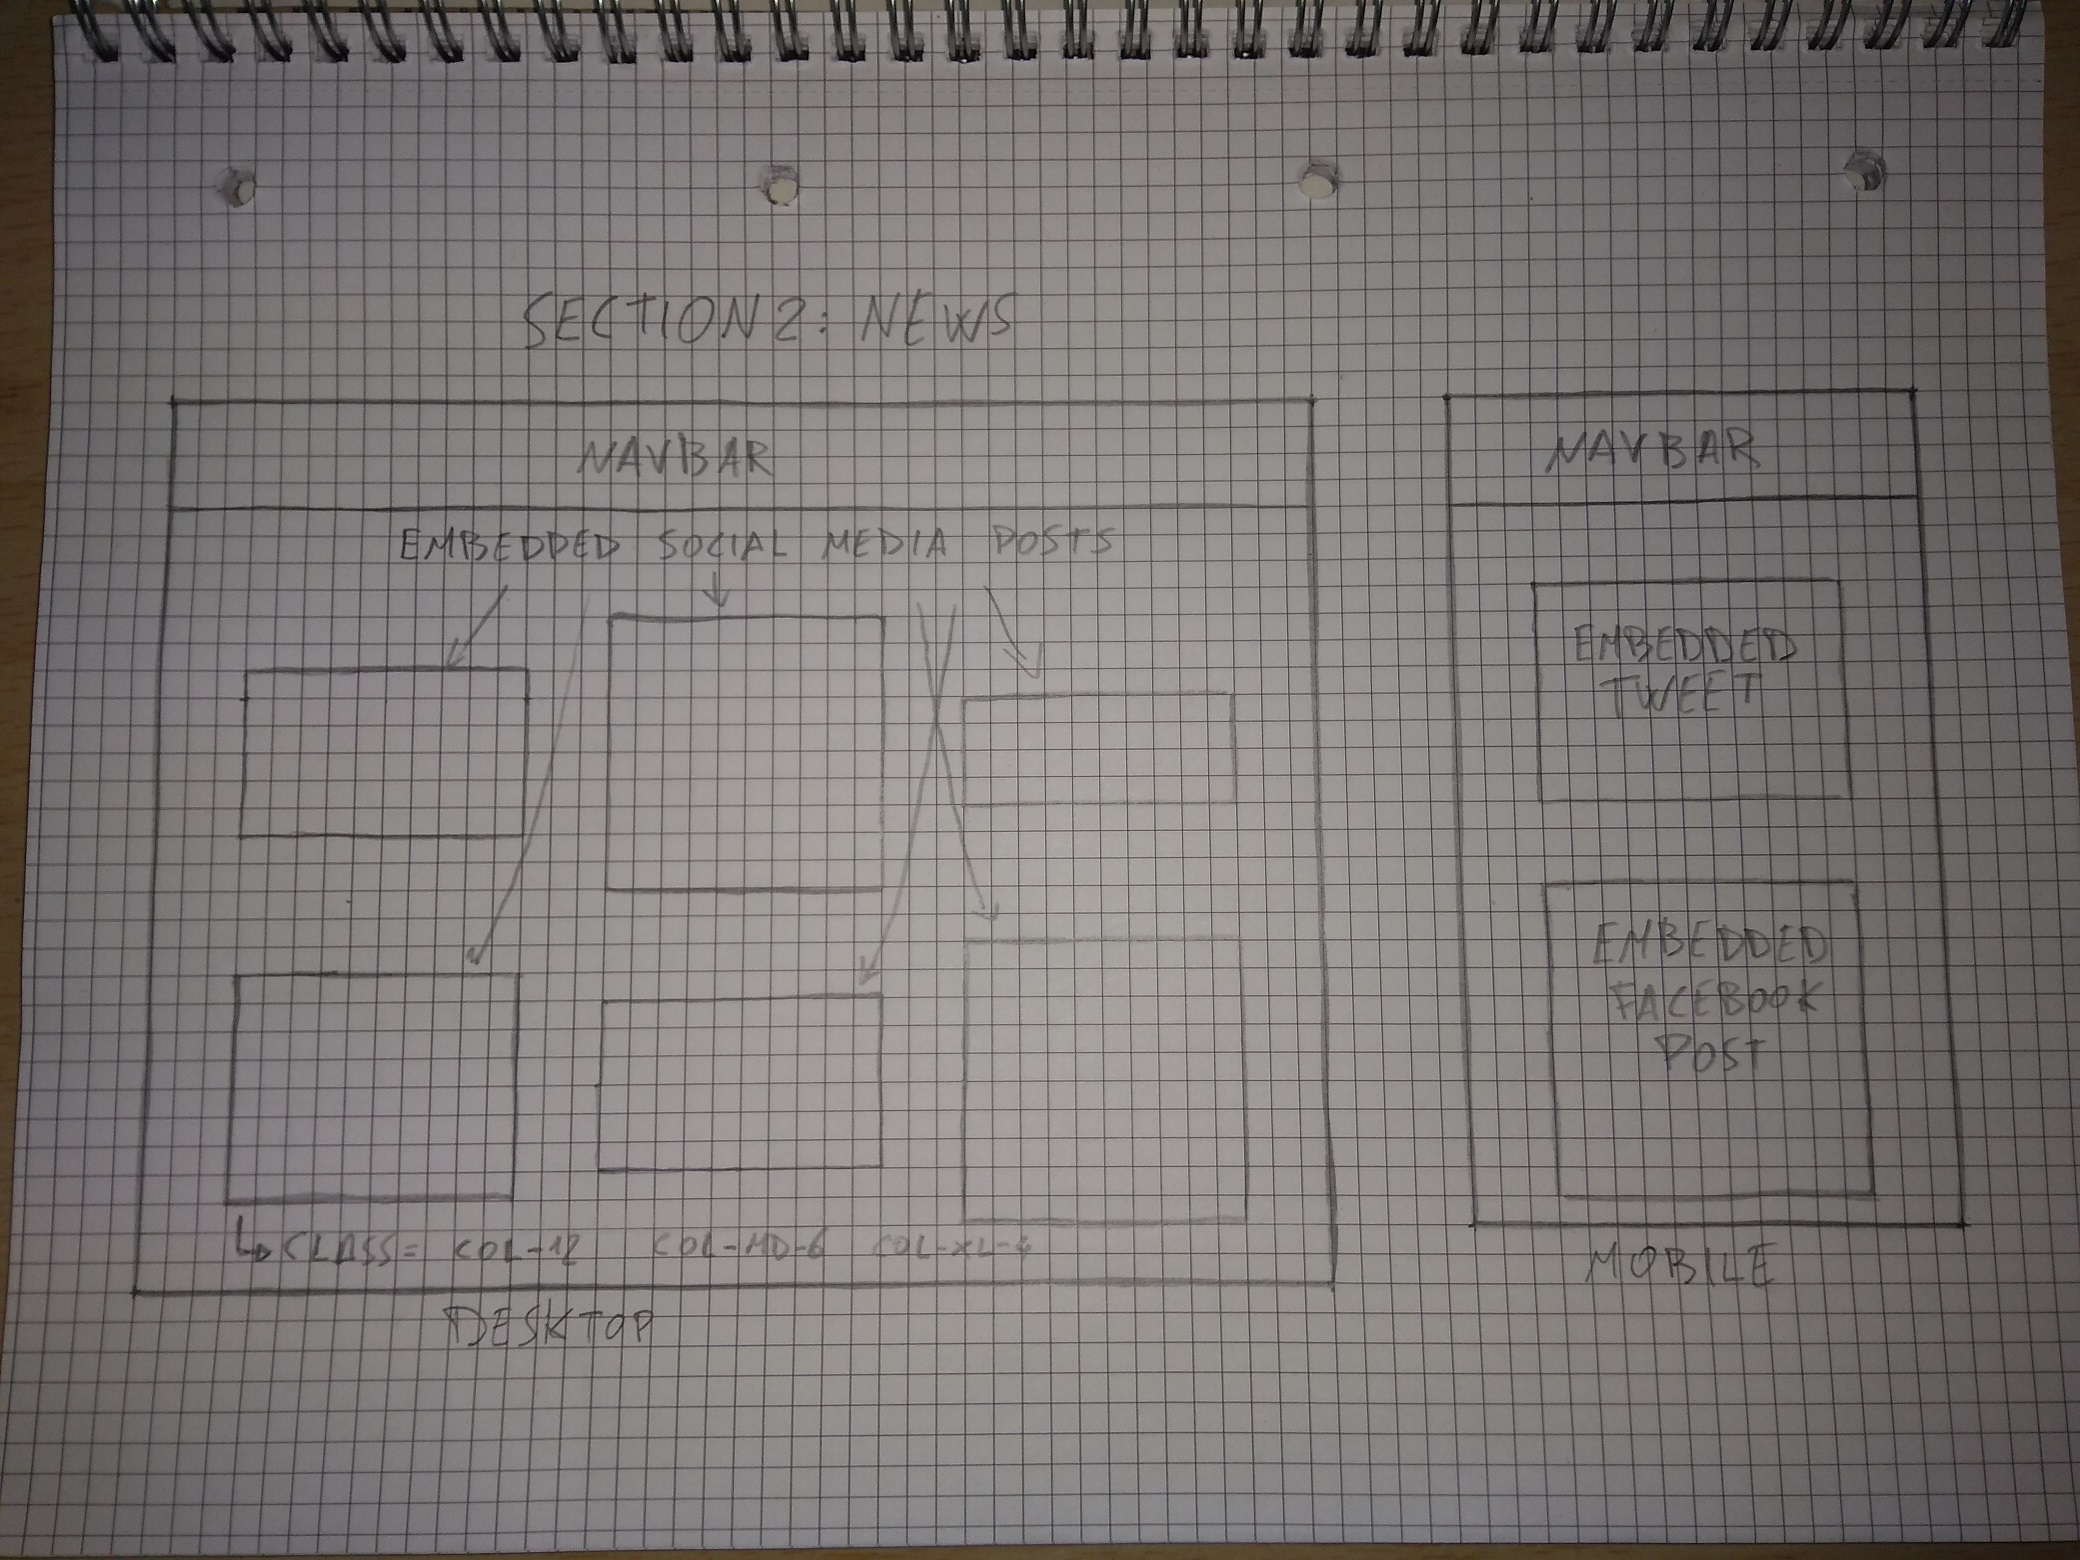 SECTION 2: NEWS
NAVBAR
EMBEDDED SOCIAL MEDIA POSTS
CLASS= COL-12 COL-MD-6 COL-XL-4
DESKTOP
NAVBAR
EMBEDDED
TWEET
EMBEDDED
FACEBOOK
POST
MOBILE